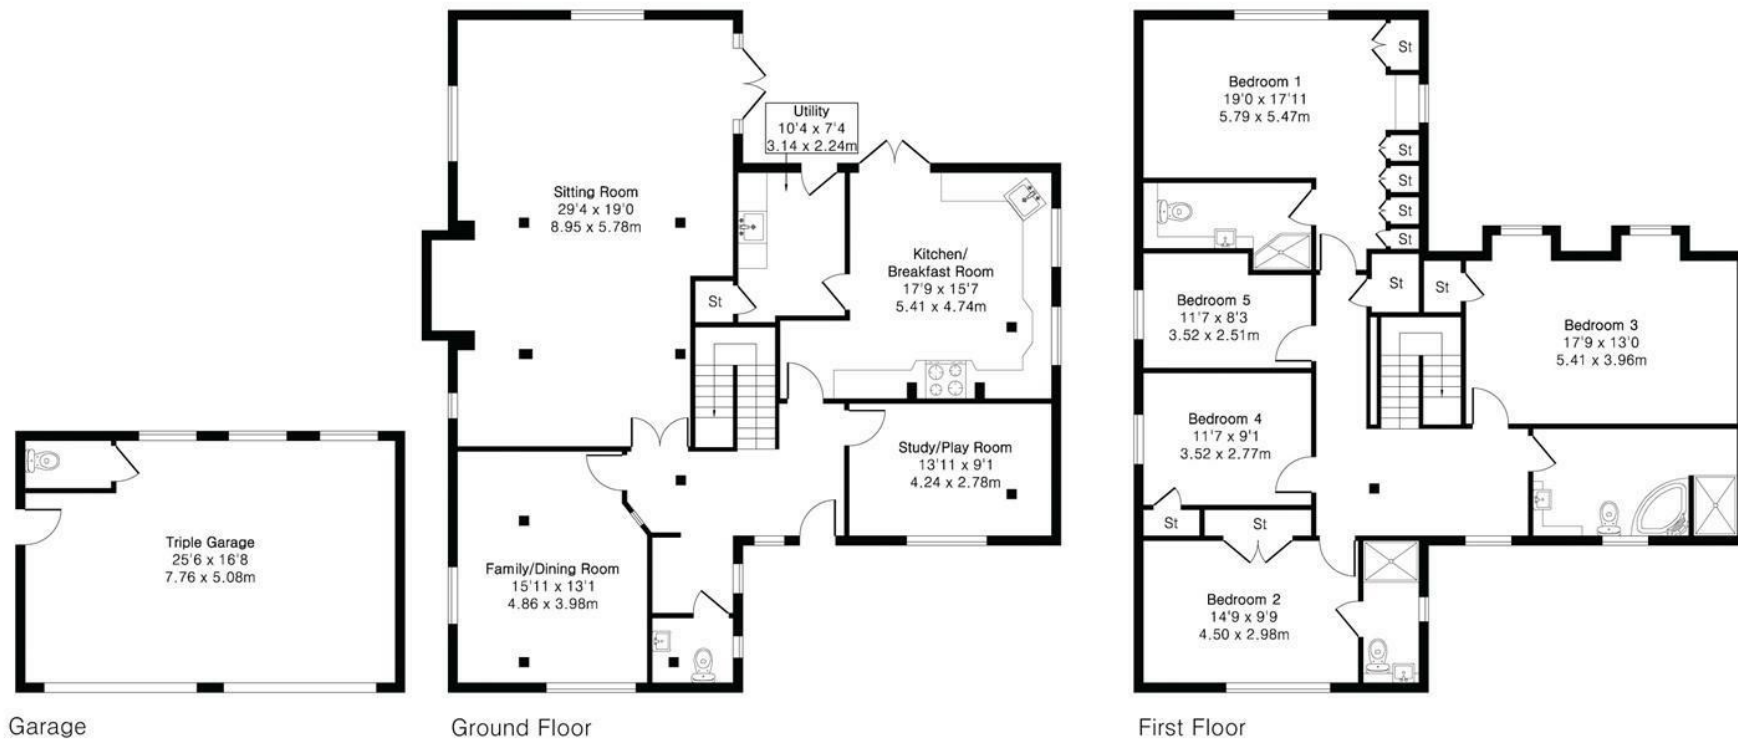 Triple Garage
25'6 x 16'8
7.76 x 5.08m
Garage
Sitting Room
29'4 x 19'0
8.95 x 5.78m
Utility
10'4 x 7'4
3.14 x 2.24m
Kitchen/
Breakfast Room
17'9 x 15'7
5.41 x 4.74m
St
Study/Play Room
13'11 x 9'1
4.24 x 2.78m
Family/Dining Room
15'11 x 13'1
4.86 x 3.98m
Ground Floor
Bedroom 1
19'0 x 17'11
5.79 x 5.47m
St
St
St
St
St
St
St
Bedroom 5
11'7 x 8'3
3.52 x 2.51m
Bedroom 3
17'9 x 13'0
5.41 x 3.96m
Bedroom 4
11'7 x 9'1
3.52 x 2.77m
St
St
Bedroom 2
14'9 x 9'9
4.50 x 2.98m
First Floor